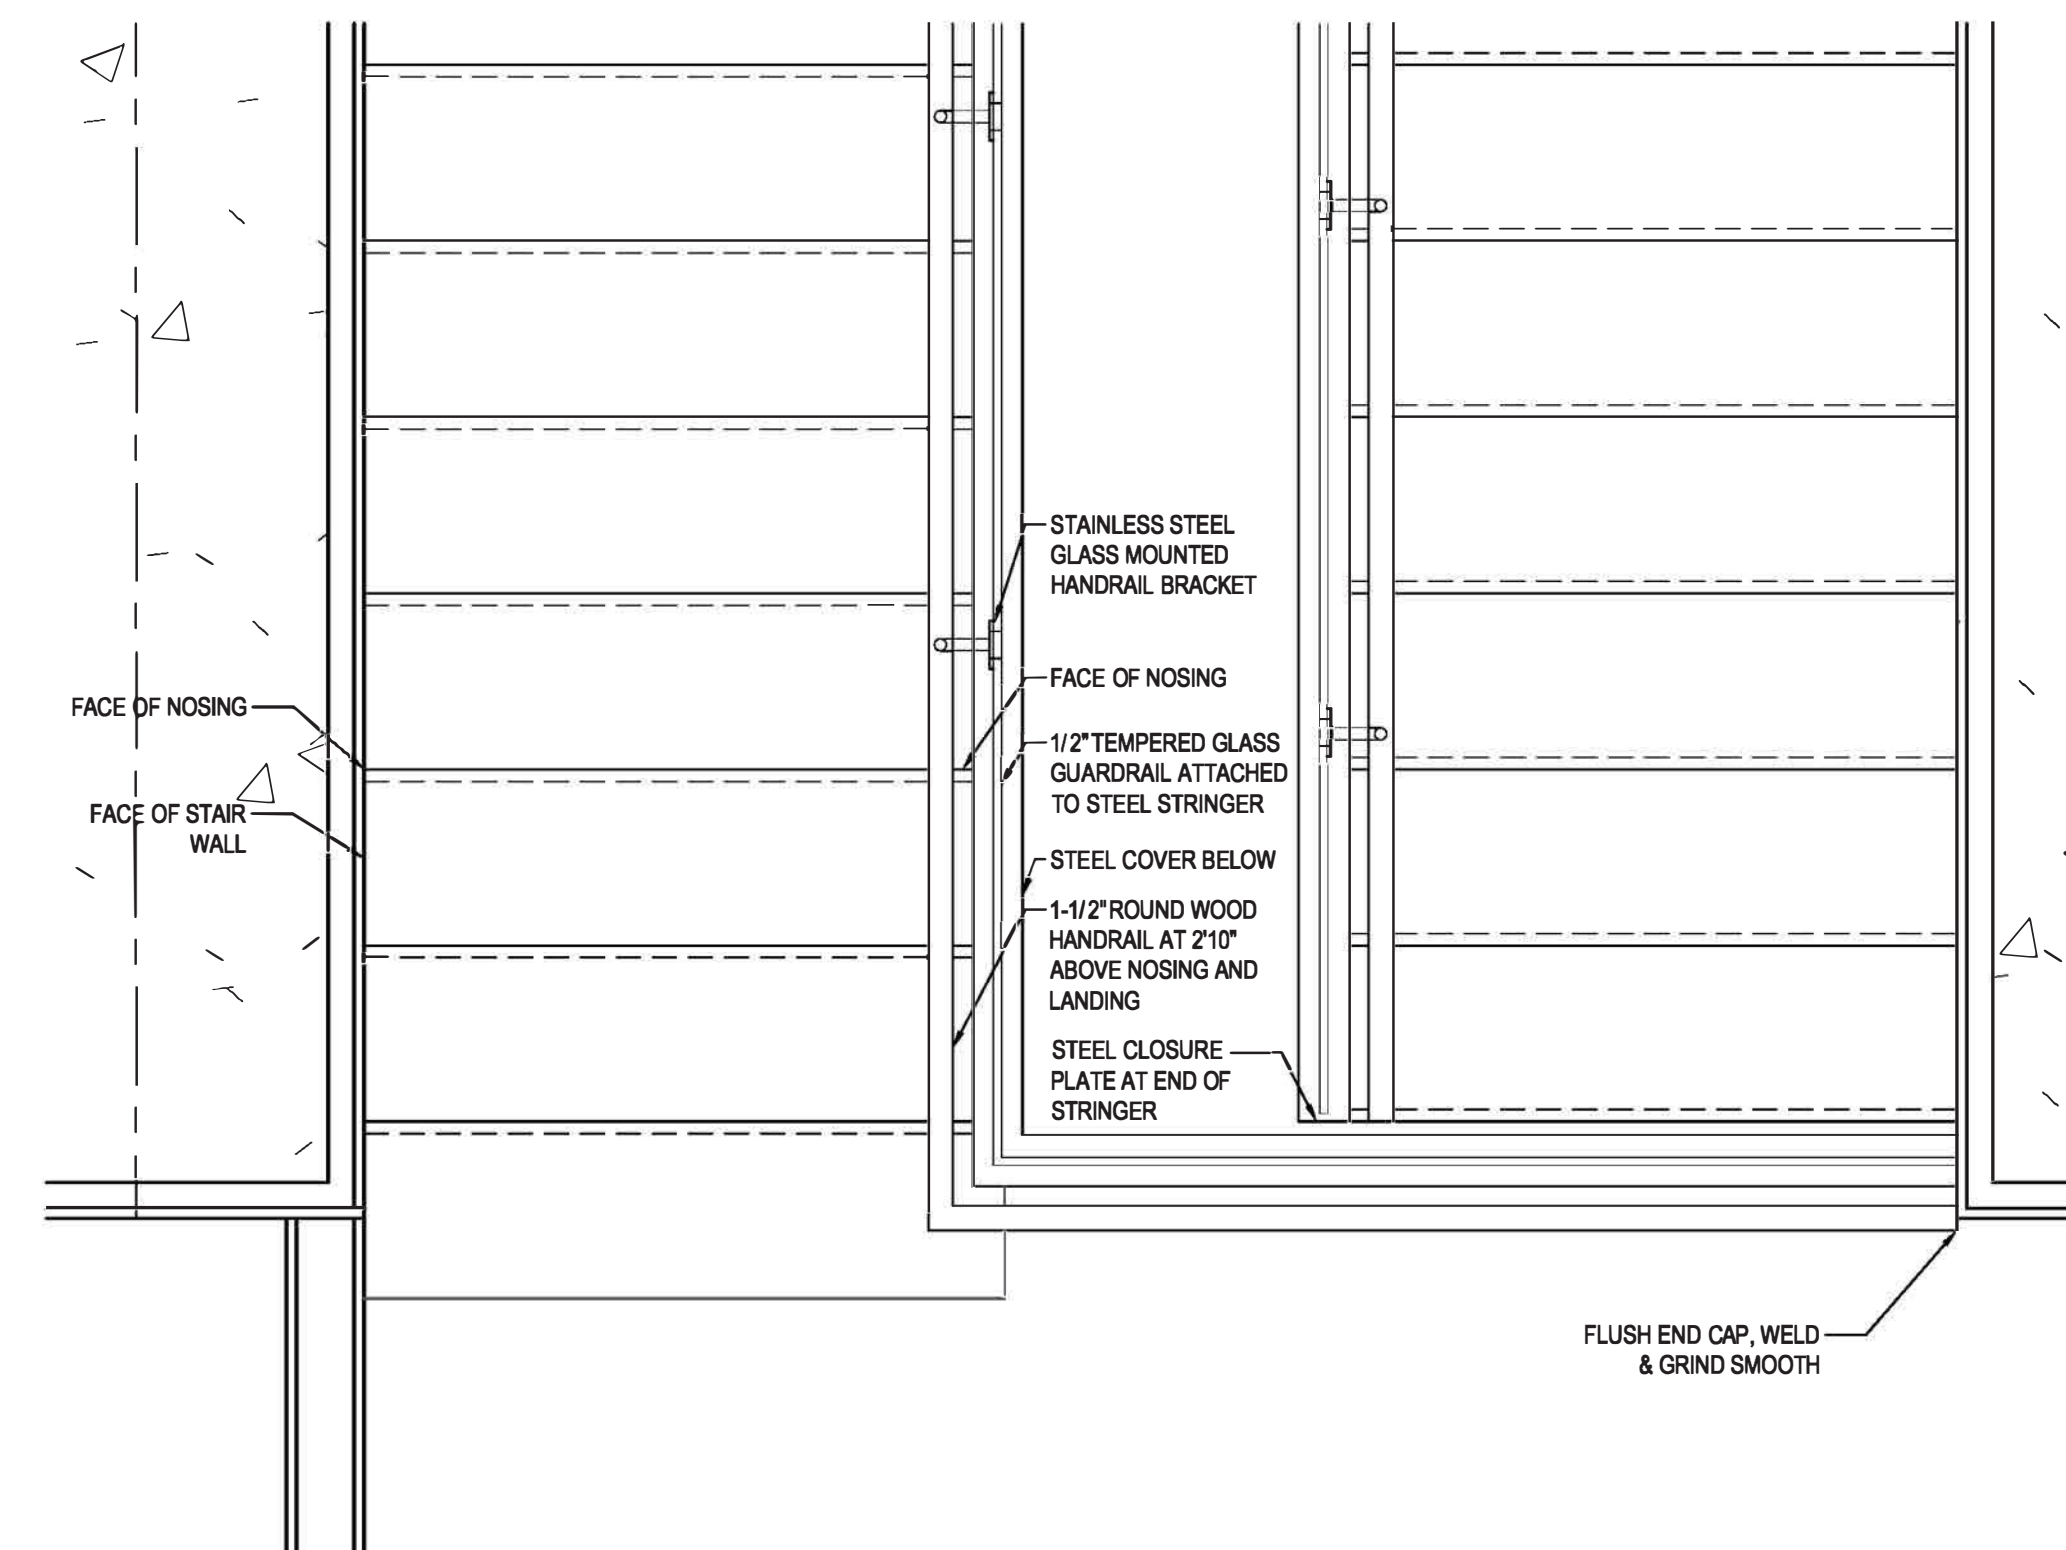 STAINLESS STEEL
GLASS MOUNTED
HANDRAIL BRACKET
FACE OF NOSING
FACE OF NOSING
1/2" TEMPERED GLASS
GUARDRAIL ATTACHED
TO STEEL STRINGER
FACE OF STAIR
WALL
STEEL COVER BELOW
1-1/2" ROUND WOOD
HANDRAIL AT 2'10"
ABOVE NOSING AND
LANDING
STEEL CLOSURE
PLATE AT END OF
STRINGER
FLUSH END CAP, WELD
& GRIND SMOOTH